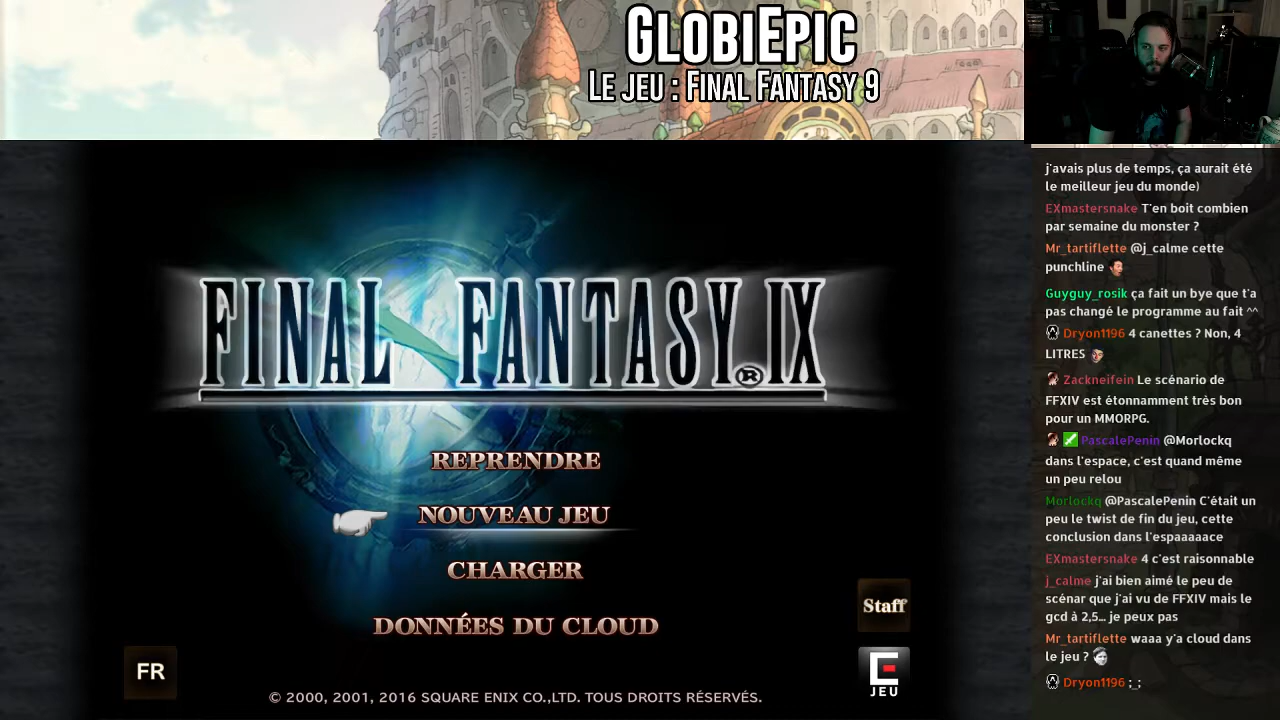 GLOBIEPIC
LE JEU : FINAL FANTASY 9
FINAL FANTASY IX
®
REPRENDRE
NOUVEAU JEU
CHARGER
DONNÉES DU CLOUD
Staff
FR
JEU
© 2000, 2001, 2016 SQUARE ENIX CO.,LTD. TOUS DROITS RÉSERVÉS.
j'avais plus de temps, ça aurait été
le meilleur jeu du monde)
EXmastersnake T'en boit combien
par semaine du monster ?
Mr_tartiflette @j_calme cette
punchline
Guyguy_rosik ça fait un bye que t'a
pas changé le programme au fait ^^
Dryon1196 4 canettes ? Non, 4
LITRES
Zackneifein Le scénario de
FFXIV est étonnamment très bon
pour un MMORPG.
PascalePenin @Morlockq
dans l'espace, c'est quand même
un peu relou
Morlockq @PascalePenin C'était un
peu le twist de fin du jeu, cette
conclusion dans l'espaaaaace
EXmastersnake 4 c'est raisonnable
j_calme j'ai bien aimé le peu de
scénar que j'ai vu de FFXIV mais le
gcd à 2,5... je peux pas
Mr_tartiflette waaa y'a cloud dans
le jeu ?
Dryon1196 ;_;